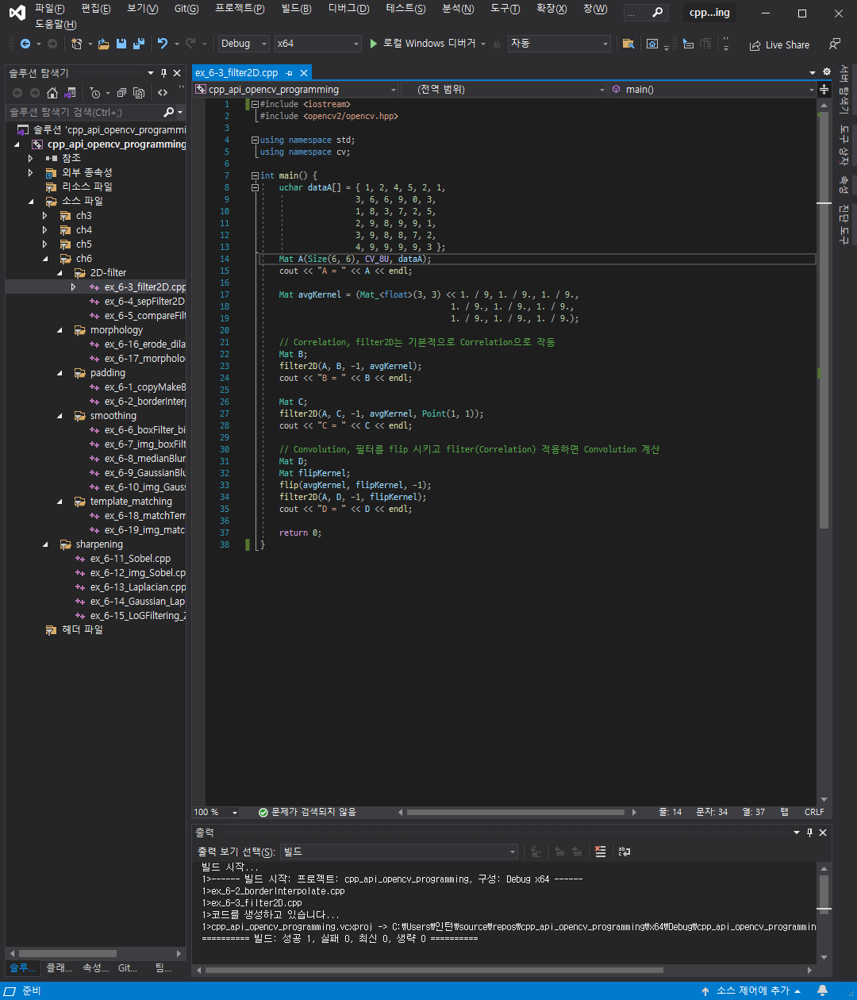 파일(F) 편집(E) 보기(V) Git(G) 프로젝트(P) 빌드(B) 디버그(D) 테스트(S) 분석(N) 도구(T) 확장(X) 창(W) ... cpp...ing
도움말(H)
Debug x64 로컬 Windows 디버거 자동 Live Share
솔루션 탐색기
솔루션 탐색기 검색(Ctrl+;)
솔루션 'cpp_api_opencv_programmi
cpp_api_opencv_programming
참조
외부 종속성
리소스 파일
소스 파일
ch3
ch4
ch5
ch6
2D-filter
ex_6-3_filter2D.cpp
ex_6-4_sepFilter2D
ex_6-5_compareFilt
morphology
ex_6-16_erode_dila
ex_6-17_morpholo
padding
ex_6-1_copyMakeB
ex_6-2_borderInterp
smoothing
ex_6-6_boxFilter_bi
ex_6-7_img_boxFilt
ex_6-8_medianBlur
ex_6-9_GaussianBlu
ex_6-10_img_Gaus
template_matching
ex_6-18_matchTem
ex_6-19_img_matc
sharpening
ex_6-11_Sobel.cpp
ex_6-12_img_Sobel.cp
ex_6-13_Laplacian.cpp
ex_6-14_Gaussian_Lap
ex_6-15_LoGFiltering_2
헤더 파일
솔루... 클래... 속성... Git... 팀...
ex_6-3_filter2D.cpp
cpp_api_opencv_programming (전역 범위) main()
1 #include <iostream>
2 #include <opencv2/opencv.hpp>
3
4 using namespace std;
5 using namespace cv;
6
7 int main() {
8 uchar dataA[] = { 1, 2, 4, 5, 2, 1,
9 3, 6, 6, 9, 0, 3,
10 1, 8, 3, 7, 2, 5,
11 2, 9, 8, 9, 9, 1,
12 3, 9, 8, 8, 7, 2,
13 4, 9, 9, 9, 9, 3 };
14 Mat A(Size(6, 6), CV_8U, dataA);
15 cout << "A = " << A << endl;
16
17 Mat avgKernel = (Mat_<float>(3, 3) << 1. / 9, 1. / 9., 1. / 9.,
18 1. / 9., 1. / 9., 1. / 9.,
19 1. / 9., 1. / 9., 1. / 9.);
20
21 // Correlation, filter2D는 기본적으로 Correlation으로 작동
22 Mat B;
23 filter2D(A, B, -1, avgKernel);
24 cout << "B = " << B << endl;
25
26 Mat C;
27 filter2D(A, C, -1, avgKernel, Point(1, 1));
28 cout << "C = " << C << endl;
29
30 // Convolution, 필터를 flip 시키고 fliter(Correlation) 적용하면 Convolution 계산
31 Mat D;
32 Mat flipKernel;
33 flip(avgKernel, flipKernel, -1);
34 filter2D(A, D, -1, flipKernel);
35 cout << "D = " << D << endl;
36
37 return 0;
38 }
100 % 문제가 검색되지 않음 줄: 14 문자: 34 열: 37 탭 CRLF
출력
출력 보기 선택(S): 빌드
빌드 시작...
1>------ 빌드 시작: 프로젝트: cpp_api_opencv_programming, 구성: Debug x64 ------
1>ex_6-2_borderInterpolate.cpp
1>ex_6-3_filter2D.cpp
1>코드를 생성하고 있습니다...
1>cpp_api_opencv_programming.vcxproj -> C:₩Users₩인턴₩source₩repos₩cpp_api_opencv_programming₩x64₩Debug₩cpp_api_opencv_programmin
========== 빌드: 성공 1, 실패 0, 최신 0, 생략 0 ==========
서버 탐색기
도구 상자
속성
진단 도구
준비 소스 제어에 추가